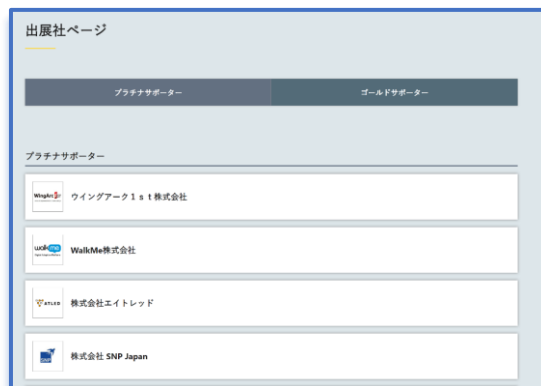 出展社ページ
プラチナサポーター
ゴールドサポーター
プラチナサポーター
ウイングアーク１ｓｔ株式会社
walkme
WalkMe株式会社
ATLED
株式会社エイトレッド
SNP
株式会社 SNP Japan